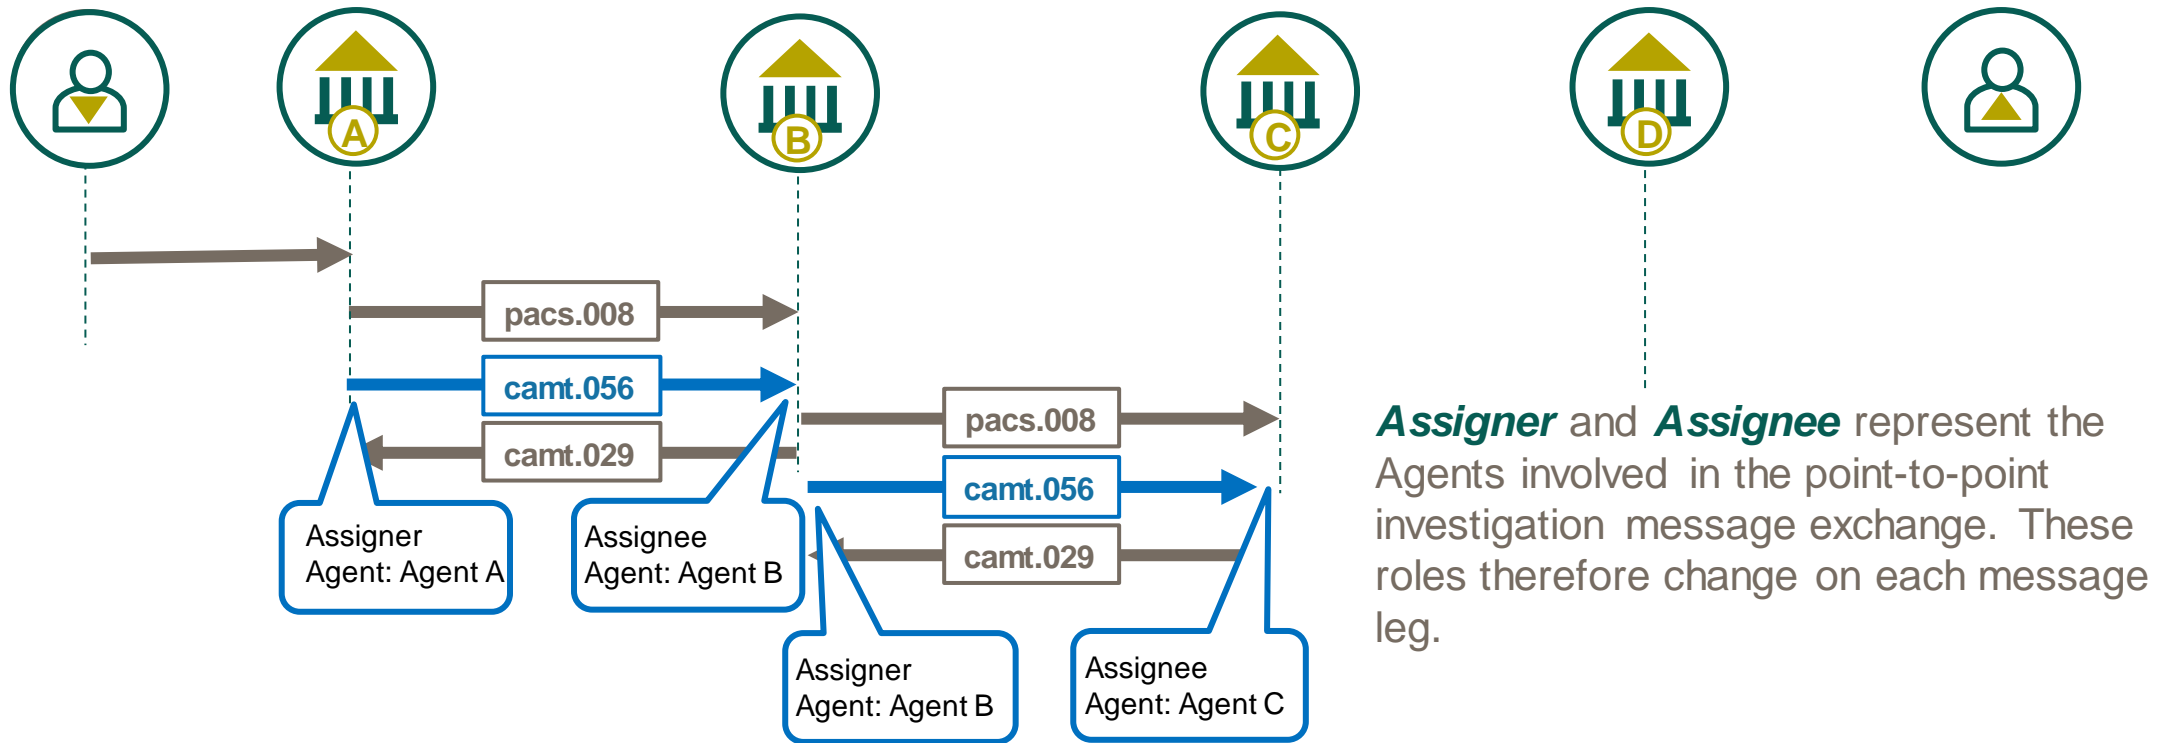 A
B
C
D
pacs.008
camt.056
camt.029
pacs.008
camt.056
camt.029
Assigner
Agent: Agent A
Assignee
Agent: Agent B
Assigner
Agent: Agent B
Assignee
Agent: Agent C
Assigner and Assignee represent the
Agents involved in the point-to-point
investigation message exchange. These
roles therefore change on each message
leg.